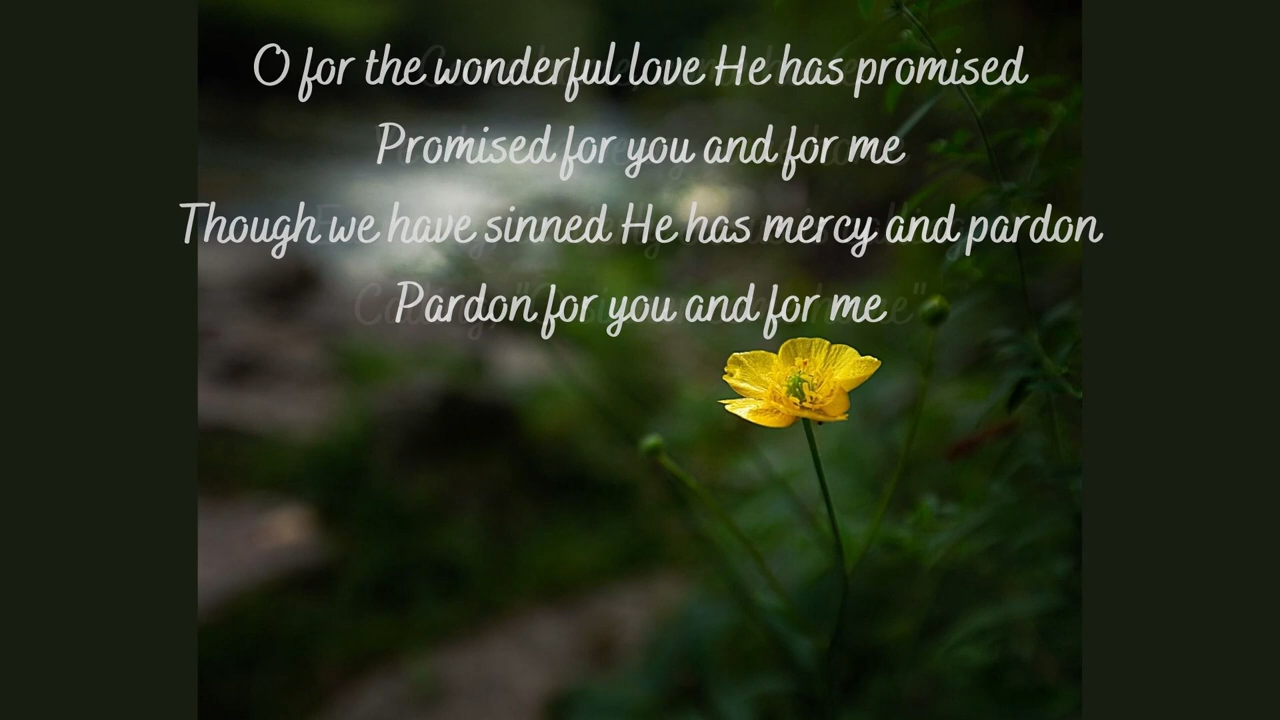 O for the wonderful love He has promised
Promised for you and for me
Though we have sinned He has mercy and pardon
Pardon for you and for me